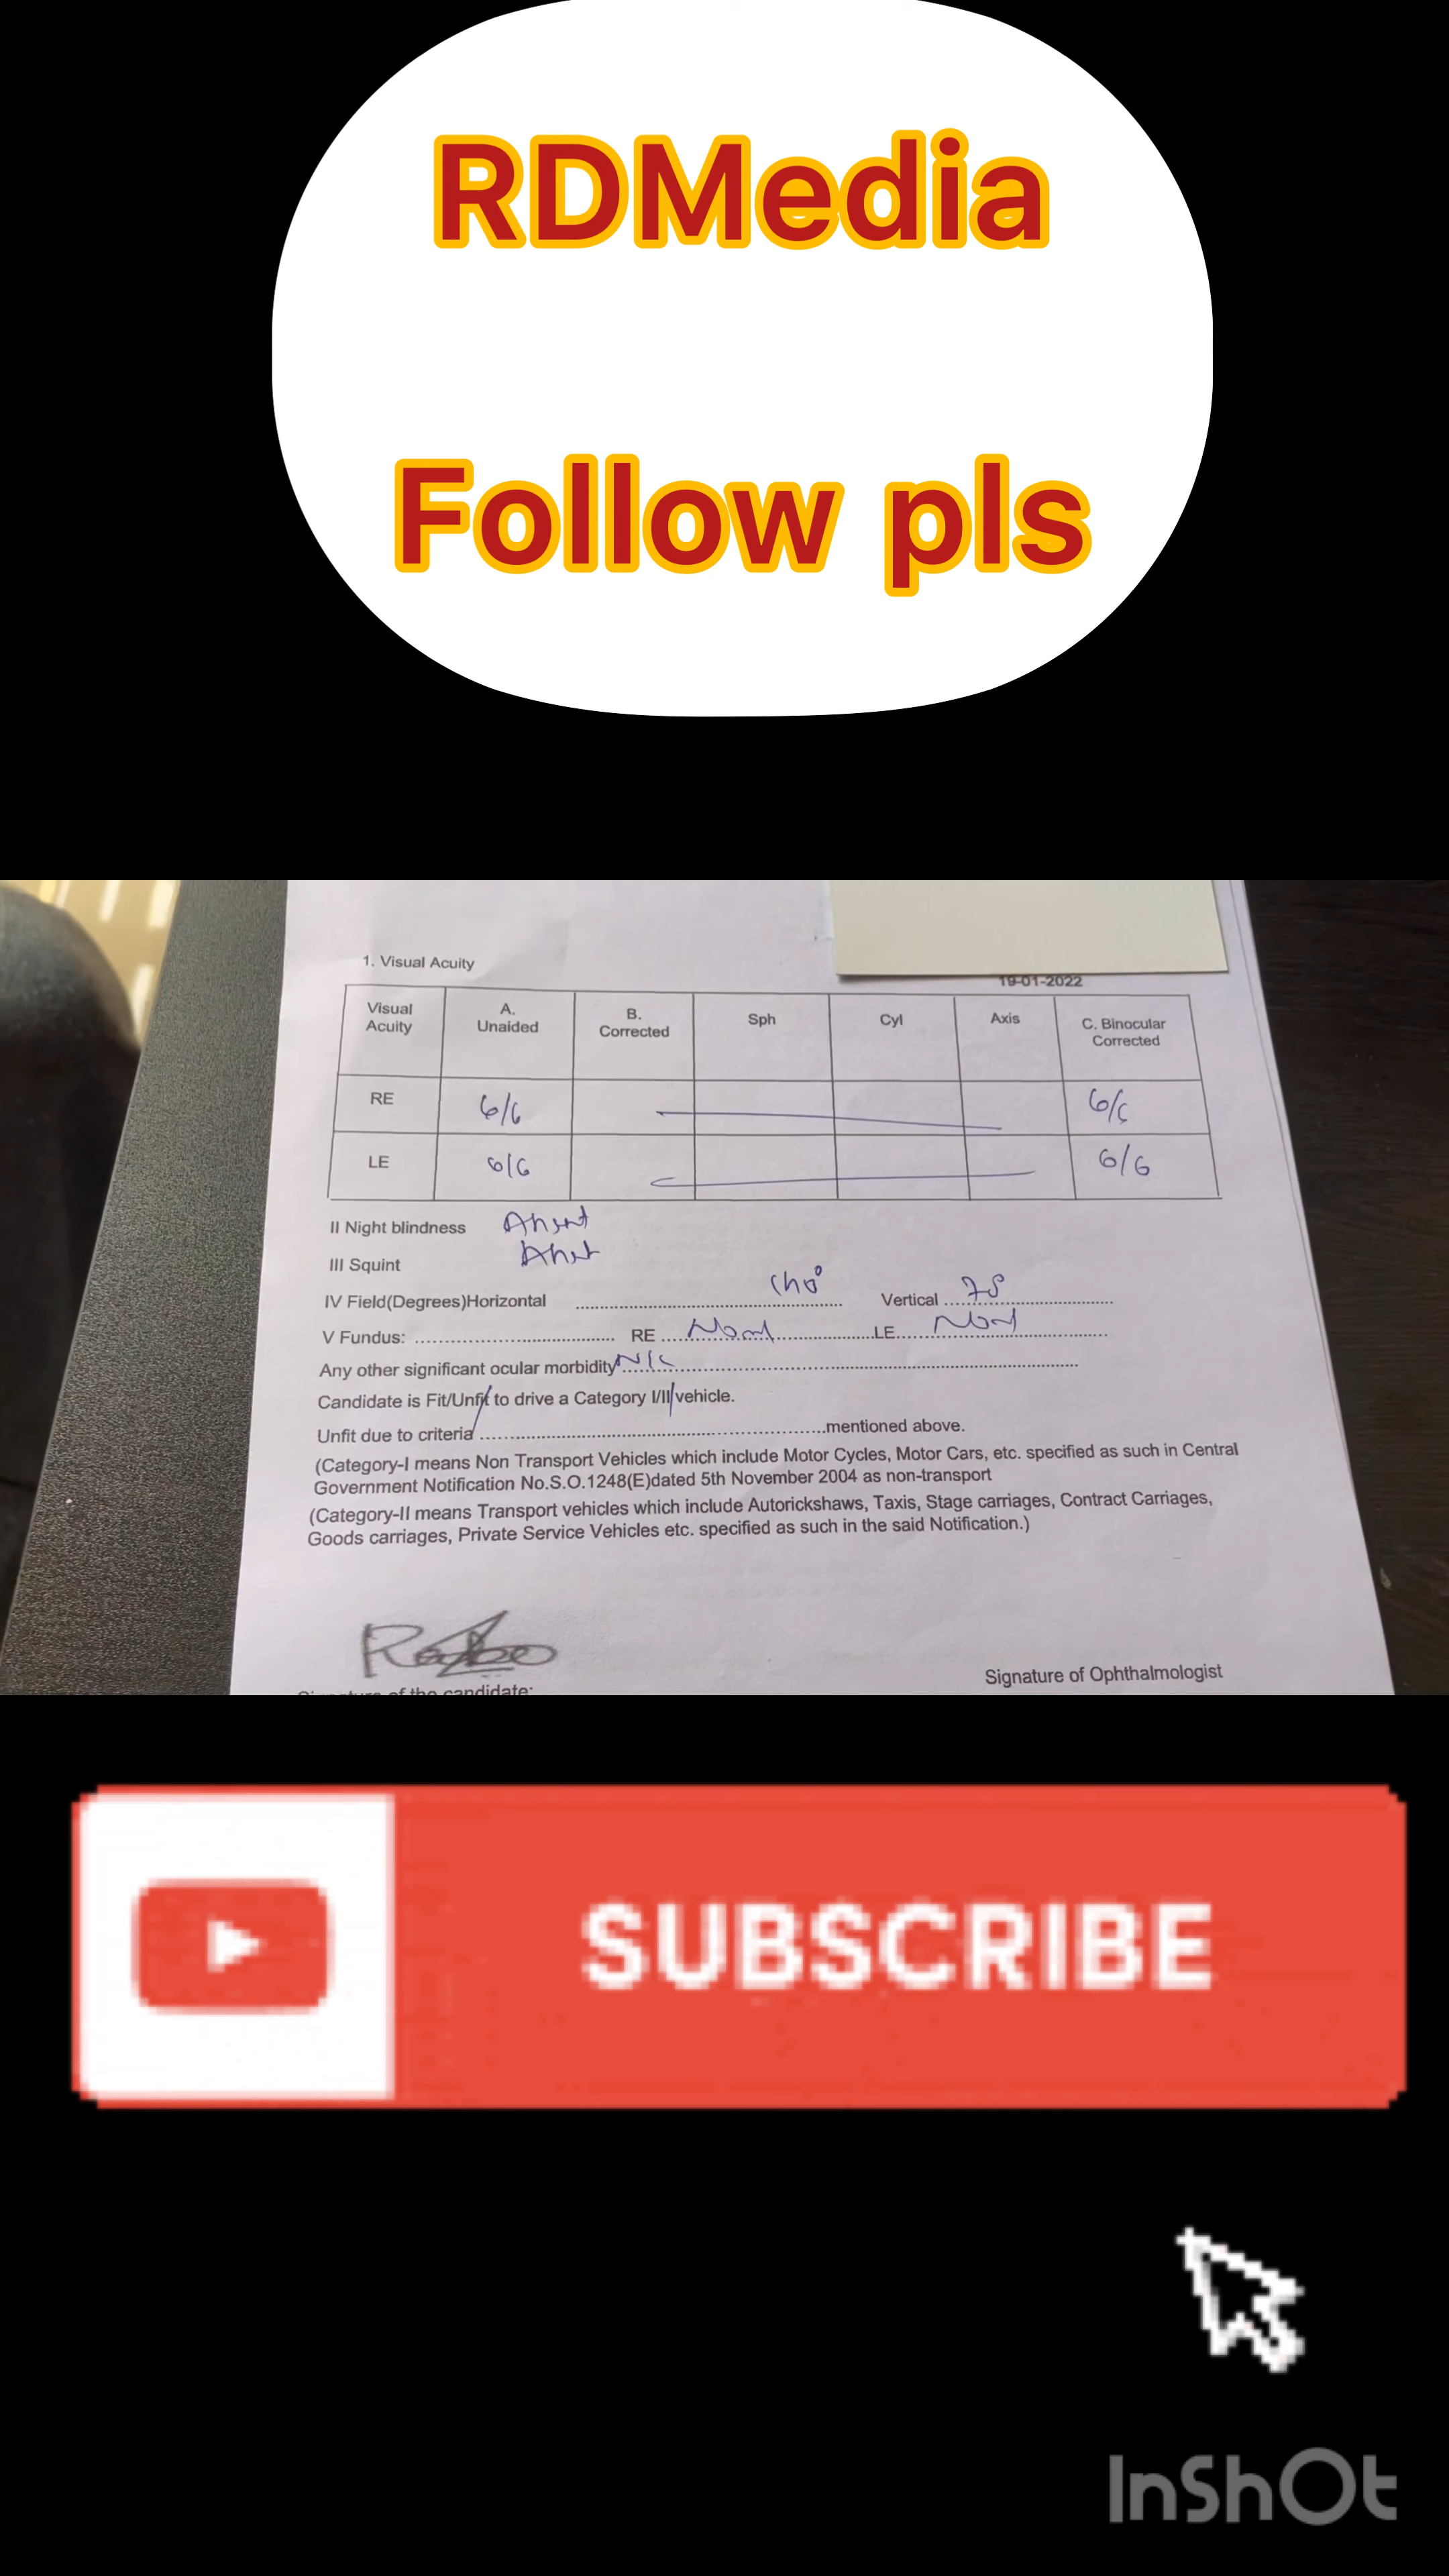 RDMedia
Follow pls
1. Visual Acuity
19-01-2022
Visual Acuity A. Unaided B. Corrected Sph Cyl Axis C. Binocular Corrected
RE 6/6 6/6
LE 6/6 6/6
II Night blindness
III Squint
IV Field(Degrees)Horizontal Vertical
V Fundus: RE LE
Any other significant ocular morbidity
Candidate is Fit/Unfit to drive a Category I/II vehicle.
Unfit due to criteria mentioned above.
(Category-I means Non Transport Vehicles which include Motor Cycles, Motor Cars, etc. specified as such in Central
Government Notification No.S.O.1248(E)dated 5th November 2004 as non-transport
(Category-II means Transport vehicles which include Autorickshaws, Taxis, Stage carriages, Contract Carriages,
Goods carriages, Private Service Vehicles etc. specified as such in the said Notification.)
Signature of Ophthalmologist
of the candidate:
SUBSCRIBE
InShOt